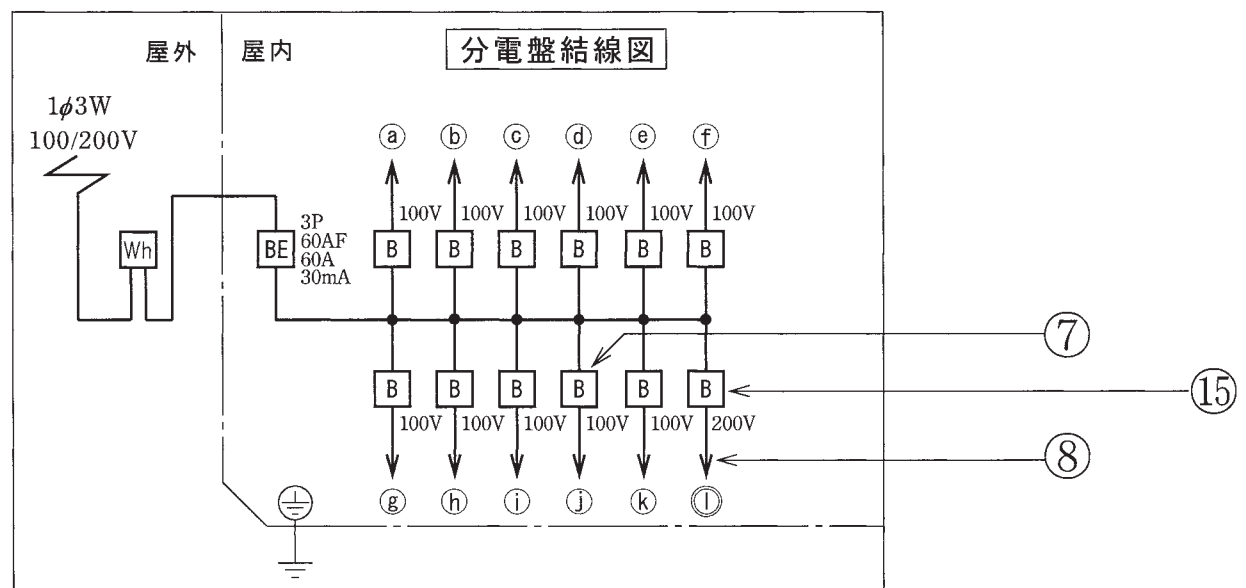 屋外
屋内
分電盤結線図
1φ3W
100/200V
ⓐ ⓑ ⓒ ⓓ ⓔ ⓕ
100V 100V 100V 100V 100V 100V
Wh
BE
3P
60AF
60A
30mA
B B B B B B
⑦
B B B B B B
⑮
100V 100V 100V 100V 100V 200V
⑧
ⓖ ⓗ ⓘ ⓙ ⓚ ⓛ